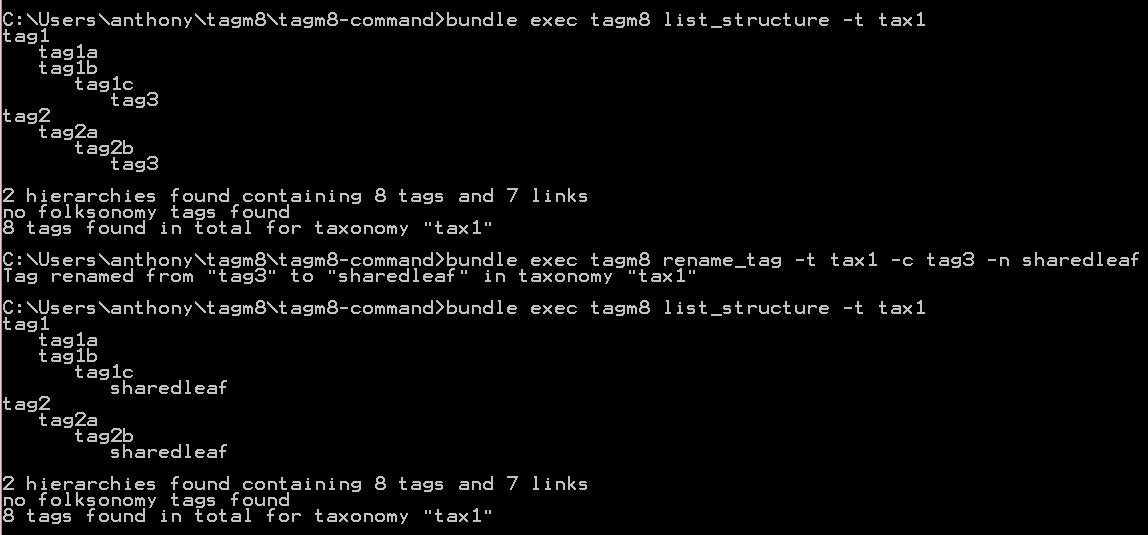 C:\Users\anthony\tagm8\tagm8-command>bundle exec tagm8 list_structure -t tax1
tag1
   tag1a
   tag1b
      tag1c
         tag3
tag2
   tag2a
      tag2b
         tag3

2 hierarchies found containing 8 tags and 7 links
no folksonomy tags found
8 tags found in total for taxonomy "tax1"

C:\Users\anthony\tagm8\tagm8-command>bundle exec tagm8 rename_tag -t tax1 -c tag3 -n sharedleaf
Tag renamed from "tag3" to "sharedleaf" in taxonomy "tax1"

C:\Users\anthony\tagm8\tagm8-command>bundle exec tagm8 list_structure -t tax1
tag1
   tag1a
   tag1b
      tag1c
         sharedleaf
tag2
   tag2a
      tag2b
         sharedleaf

2 hierarchies found containing 8 tags and 7 links
no folksonomy tags found
8 tags found in total for taxonomy "tax1"